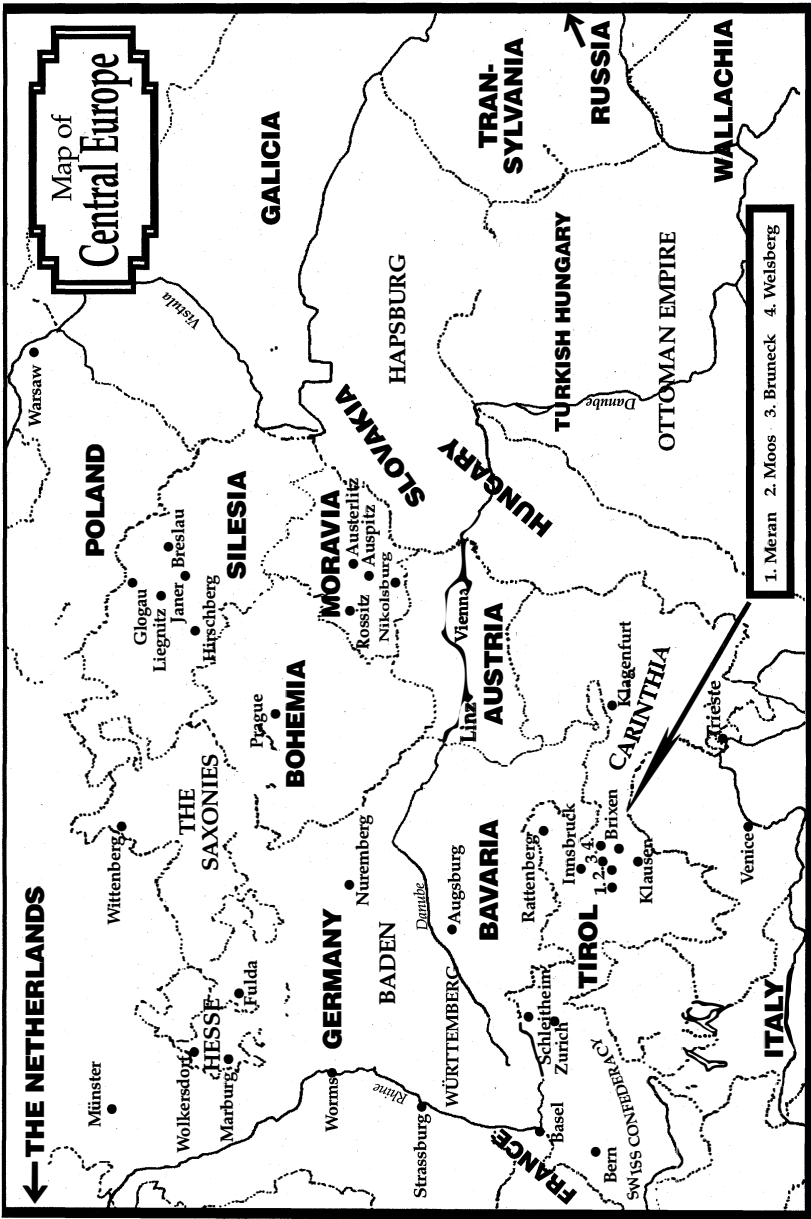 Map of
Central Europe
THE NETHERLANDS
Münster
Wittenberg
POLAND
Warsaw
Vistula
GALICIA
Wolkersdorf
HESSE
Marburg
Fulda
THE
SAXONIES
Glogau
Liegnitz
Janer
Breslau
Hirschberg
SILESIA
GERMANY
Worms
Rhine
Strassburg
Nuremberg
BADEN
Prague
BOHEMIA
MORAVIA
Austerlitz
Auspitz
Rossitz
Nikolsburg
SLOVAKIA
HAPSBURG
TRAN-
SYLVANIA
RUSSIA
WÜRTTEMBERG
Danube
Augsburg
BAVARIA
Linz
Vienna
AUSTRIA
HUNGARY
TURKISH HUNGARY
Danube
OTTOMAN EMPIRE
WALLACHIA
FRANCE
Basel
Schleitheim
Zurich
Bern
SWISS CONFEDERACY
TIROL
Rattenberg
Innsbruck
1. 2. 3. 4.
Brixen
Klausen
Klagenfurt
CARINTHIA
Trieste
Venice
ITALY
1. Meran 2. Moos 3. Bruneck 4. Welsberg